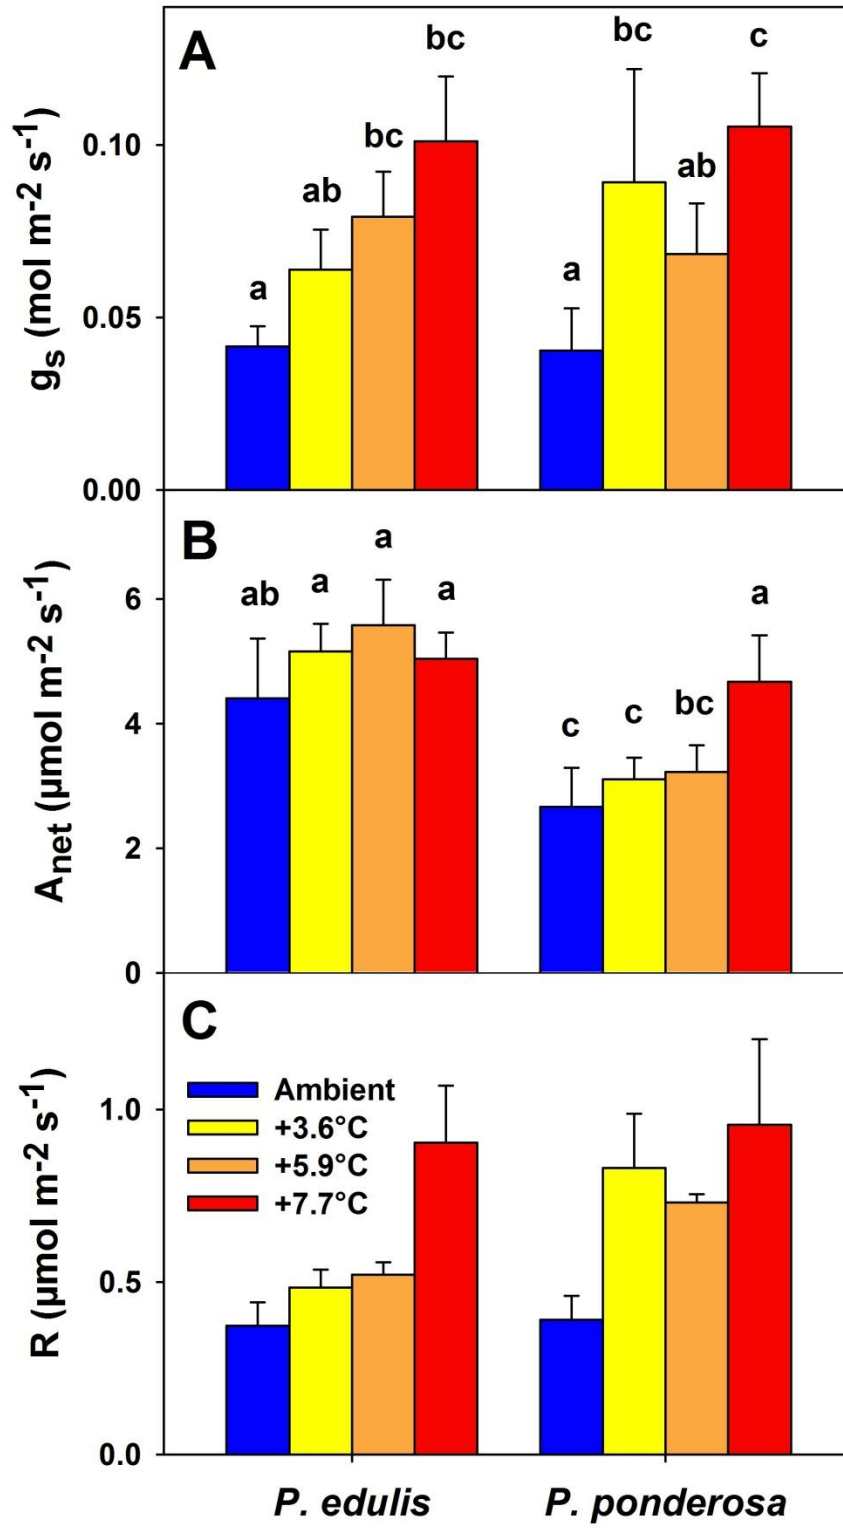 A
bc
bc
c
bc
ab
ab
a
a
0.10
0.05
0.00
gs (mol m-2 s-1)
B
ab
a
a
a
c
c
bc
a
6
4
2
0
Anet (µmol m-2 s-1)
C
Ambient
+3.6°C
+5.9°C
+7.7°C
1.0
0.5
0.0
R (µmol m-2 s-1)
P. edulis P. ponderosa